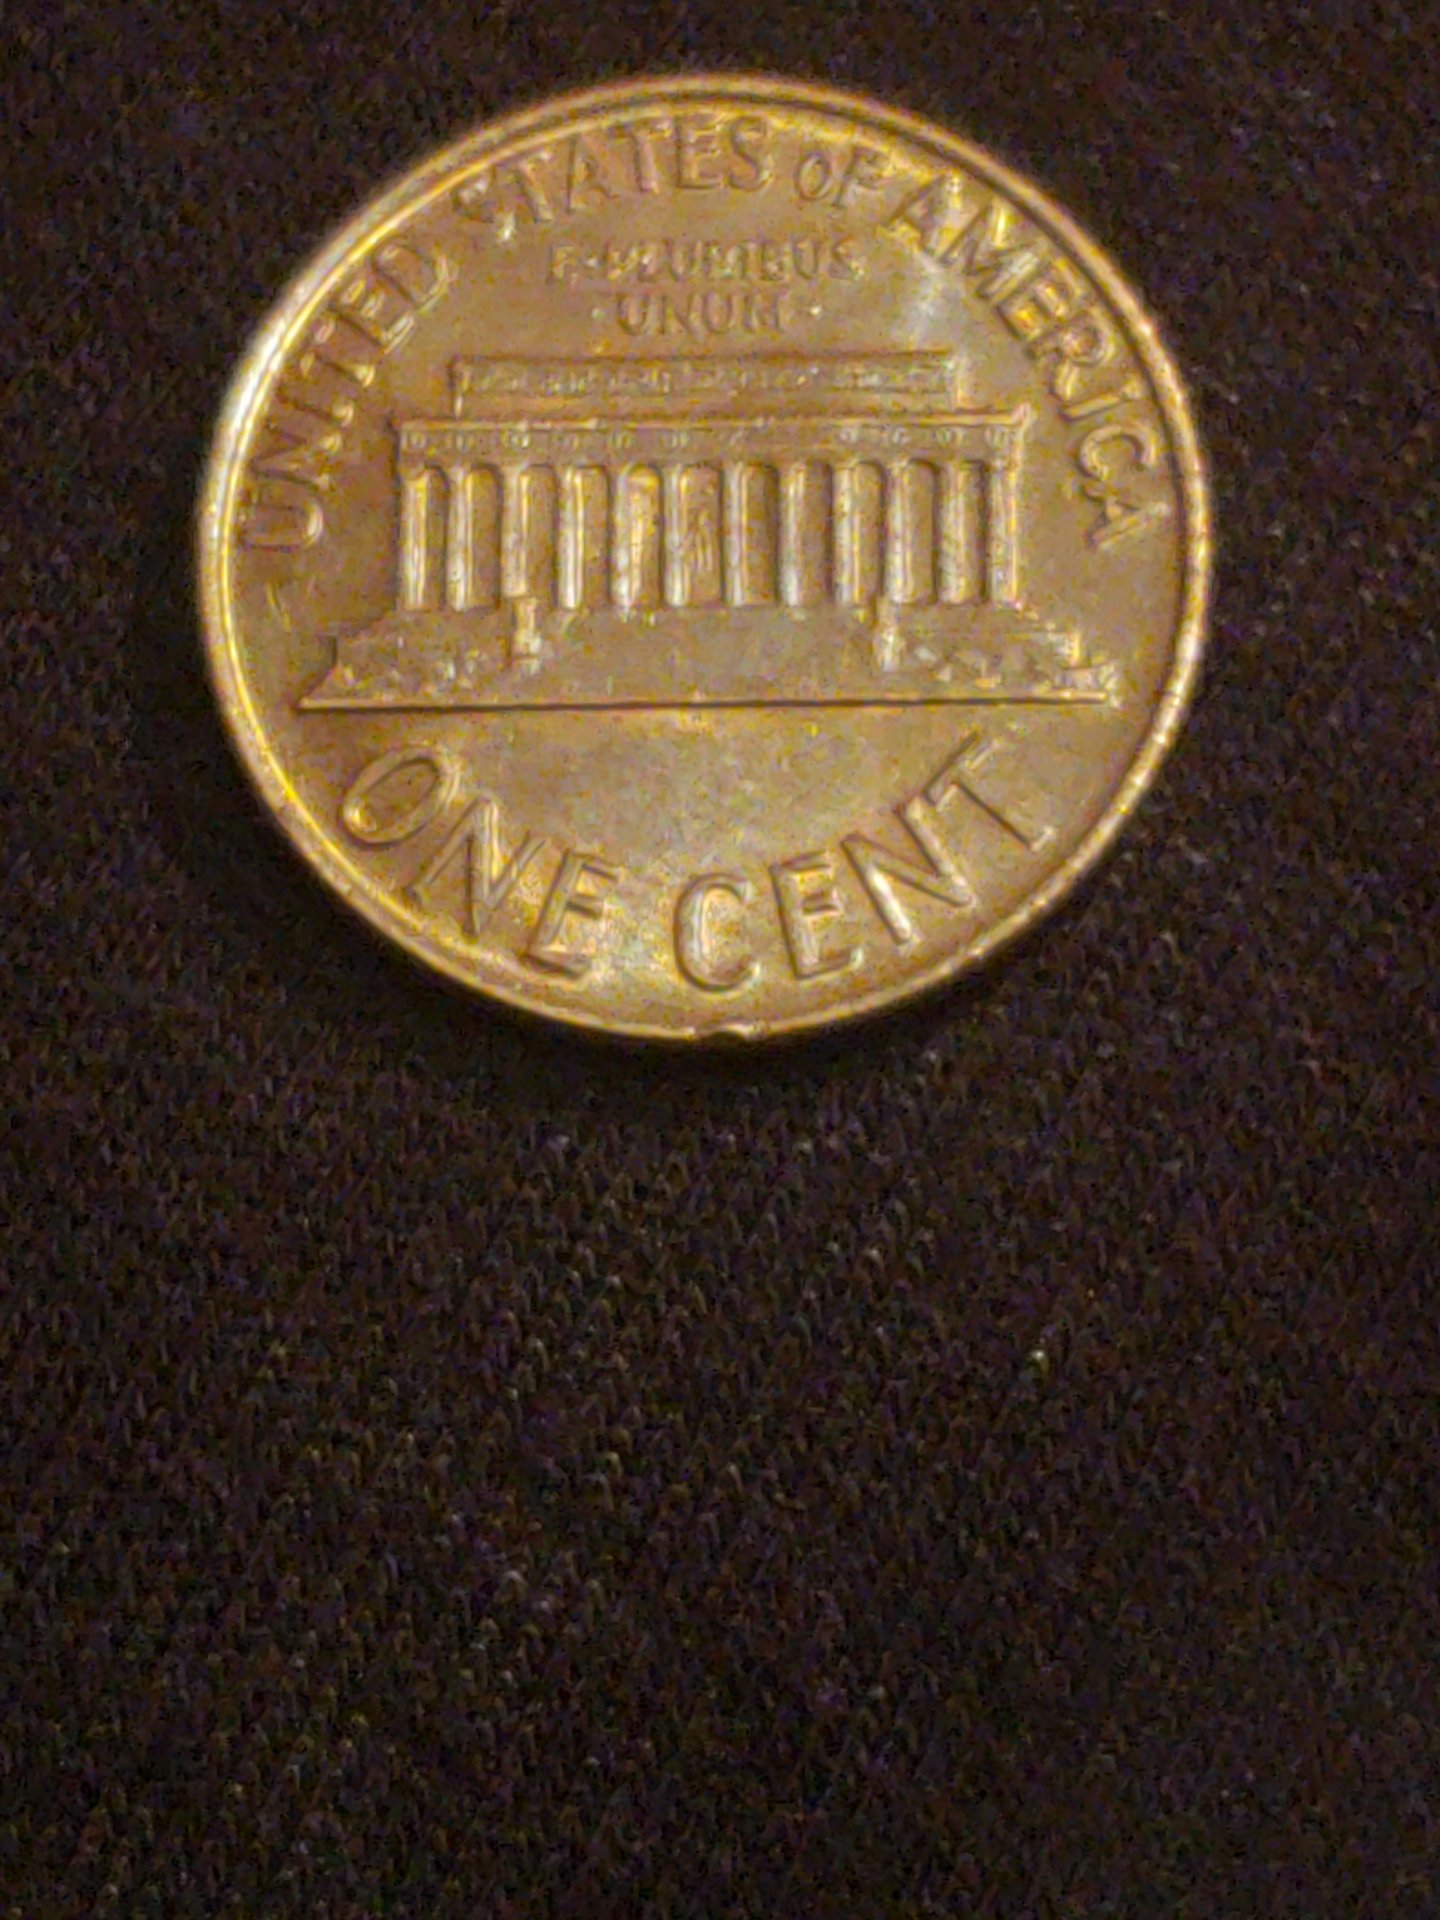 UNITED STATES OF AMERICA
E·PLURIBUS
·UNUM·
ONE CENT